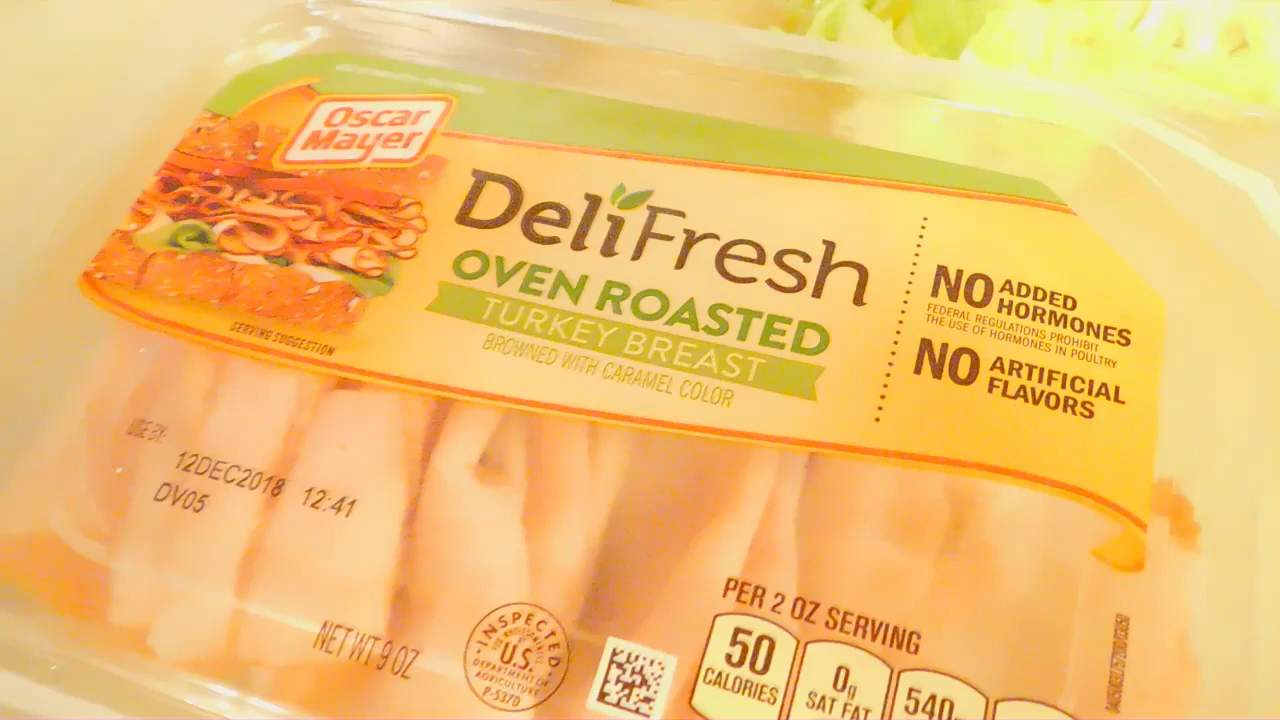 Oscar
Mayer
DeliFresh
OVEN ROASTED
TURKEY BREAST
BROWNED WITH CARAMEL COLOR
SERVING SUGGESTION
NO ADDED
HORMONES
FEDERAL REGULATIONS PROHIBIT
THE USE OF HORMONES IN POULTRY
NO ARTIFICIAL
FLAVORS
USE BY:
12DEC2018 12:41
DV05
NET WT 9 OZ
INSPECTED
U.S.
DEPARTMENT OF
AGRICULTURE
P-537D
PER 2 OZ SERVING
50
CALORIES
0g
SAT FAT
540